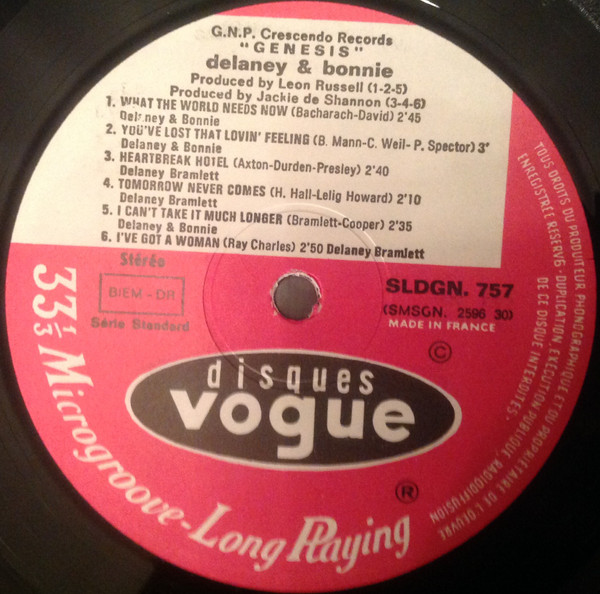 G.N.P. Crescendo Records
"GENESIS"
delaney & bonnie
Produced by Leon Russell (1-2-5)
Produced by Jackie de Shannon (3-4-6)
1. WHAT THE WORLD NEEDS NOW (Bacharach-David) 2'45
Delaney & Bonnie
2. YOU'VE LOST THAT LOVIN' FEELING (B. Mann-C. Weil- P. Spector) 3'
Delaney & Bonnie
3. HEARTBREAK HOTEL (Axton-Durden-Presley) 2'40
Delaney Bramlett
4. TOMORROW NEVER COMES (H. Hall-Lelig Howard) 2'10
Delaney Bramlett
5. I CAN'T TAKE IT MUCH LONGER (Bramlett-Cooper) 2'35
Delaney & Bonnie
6. I'VE GOT A WOMAN (Ray Charles) 2'50 Delaney Bramlett
Stéréo
BIEM - DR
Série Standard
SLDGN. 757
(SMSGN. 2596 30)
MADE IN FRANCE
©
disques
vogue
®
33 1/3 Microgroove-Long Playing
TOUS DROITS DU PRODUCTEUR PHONOGRAPHIQUE ET DU PROPRIETAIRE DE L'OEUVRE
ENREGISTRÉE RESERVÉS - DUPLICATION, EXECUTION PUBLIQUE, RADIODIFFUSION
DE CE DISQUE INTERDITES.